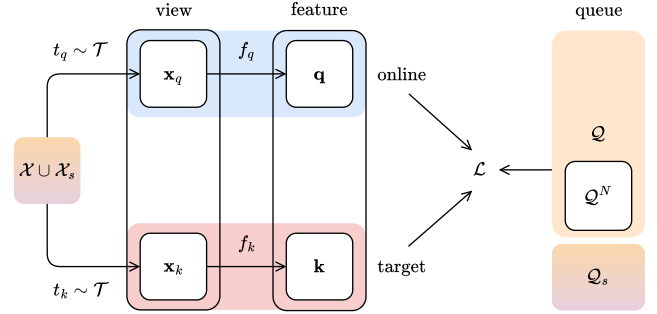 view feature queue
t_q ∼ 𝒯
f_q
𝐱_q 𝐪 online
𝒬
𝒳 ∪ 𝒳_s ℒ
𝒬^N
f_k
t_k ∼ 𝒯
𝐱_k 𝐤 target
𝒬_s